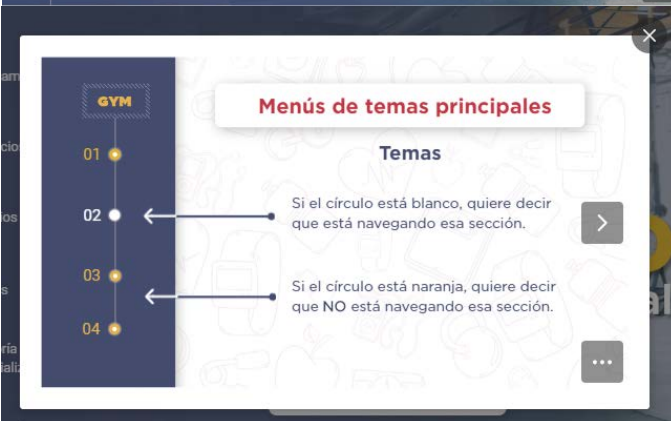 GYM
Menús de temas principales
Temas
01
Si el círculo está blanco, quiere decir
que está navegando esa sección.
02
03
Si el círculo está naranja, quiere decir
que NO está navegando esa sección.
04